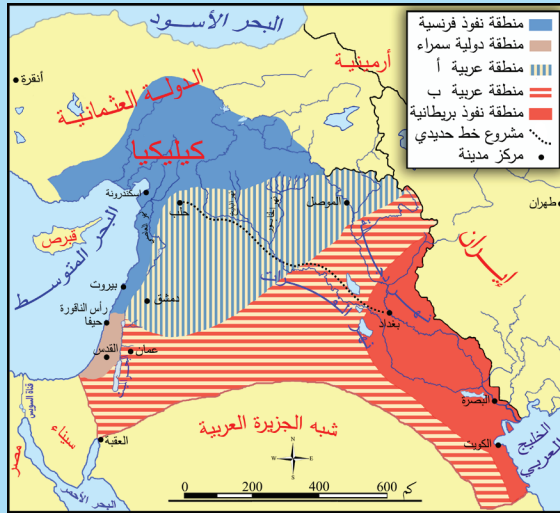 البحر الأسود
منطقة نفوذ فرنسية
منطقة دولية سمراء
منطقة عربية أ
منطقة عربية ب
منطقة نفوذ بريطانية
مشروع خط حديدي
مركز مدينة
أرمينية
أنقرة
الدولة العثمانية
كيليكيا
اسكندرونة
حلب
الموصل
طهران
إيران
قبرص
البحر المتوسط
بيروت
دمشق
الفرات
بغداد
رأس الناقورة
حيفا
القدس
عمان
البصرة
الكويت
الخليج العربي
قناة السويس
سيناء
مصر
العقبة
شبه الجزيرة العربية
N
W
E
S
البحر الأحمر
0 200 400 600 كم